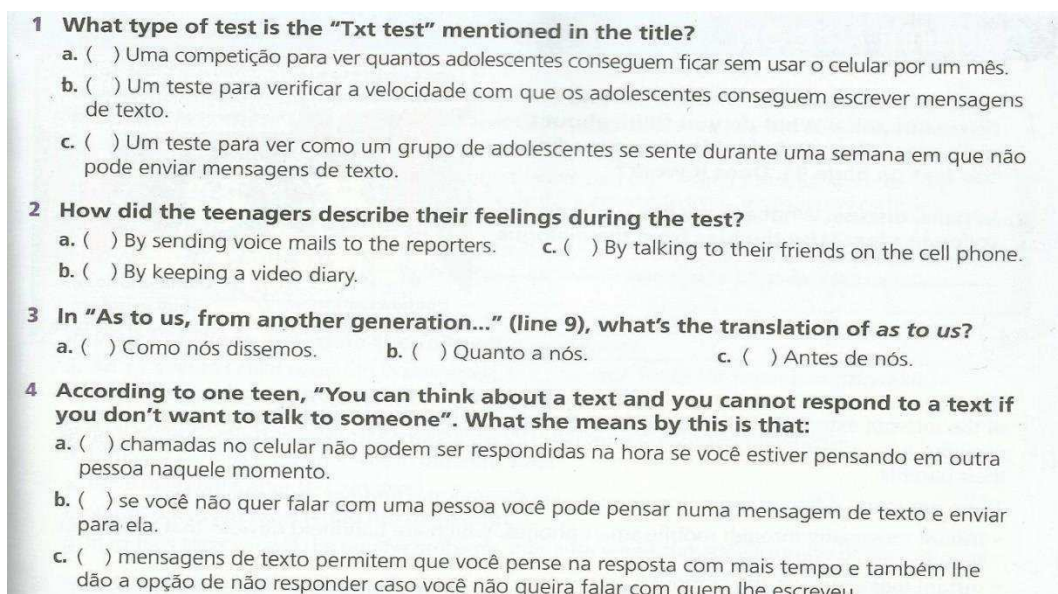 1 What type of test is the “Txt test” mentioned in the title?
a. ( ) Uma competição para ver quantos adolescentes conseguem ficar sem usar o celular por um mês.
b. ( ) Um teste para verificar a velocidade com que os adolescentes conseguem escrever mensagens
de texto.
c. ( ) Um teste para ver como um grupo de adolescentes se sente durante uma semana em que não
pode enviar mensagens de texto.
2 How did the teenagers describe their feelings during the test?
a. ( ) By sending voice mails to the reporters. c. ( ) By talking to their friends on the cell phone.
b. ( ) By keeping a video diary.
3 In “As to us, from another generation...” (line 9), what’s the translation of as to us?
a. ( ) Como nós dissemos. b. ( ) Quanto a nós. c. ( ) Antes de nós.
4 According to one teen, “You can think about a text and you cannot respond to a text if
you don’t want to talk to someone”. What she means by this is that:
a. ( ) chamadas no celular não podem ser respondidas na hora se você estiver pensando em outra
pessoa naquele momento.
b. ( ) se você não quer falar com uma pessoa você pode pensar numa mensagem de texto e enviar
para ela.
c. ( ) mensagens de texto permitem que você pense na resposta com mais tempo e também lhe
dão a opção de não responder caso você não queira falar com quem lhe escreveu